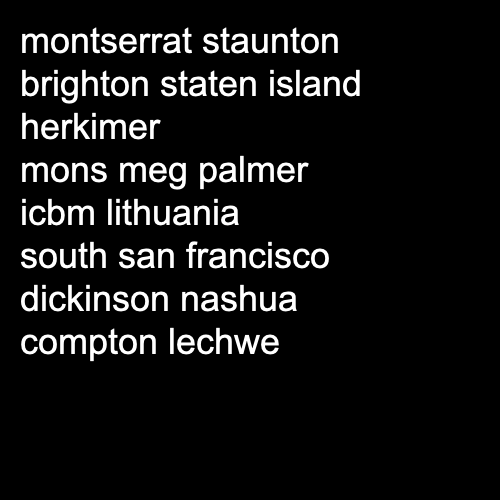 montserrat staunton
brighton staten island
herkimer
mons meg palmer
icbm lithuania
south san francisco
dickinson nashua
compton lechwe